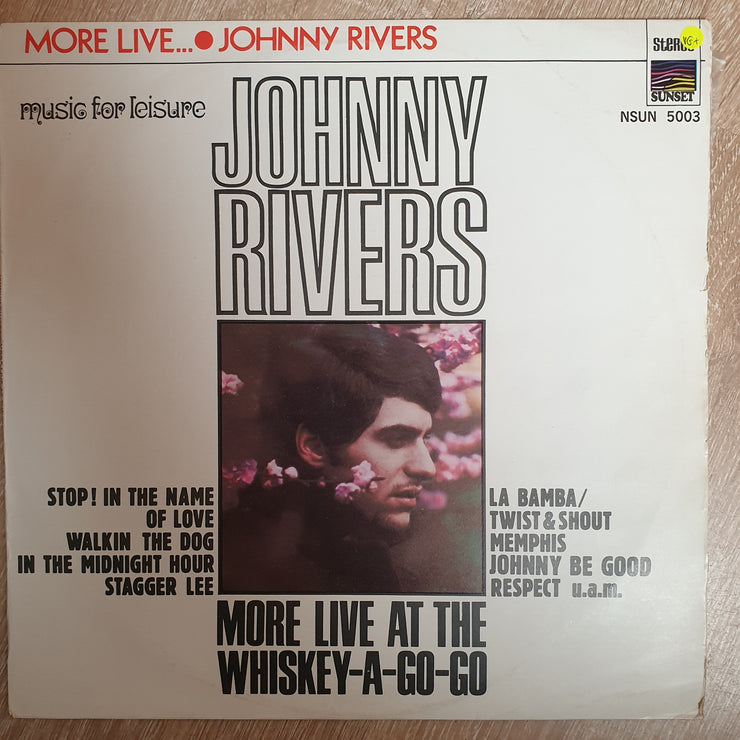 MORE LIVE...● JOHNNY RIVERS
stereo
VG+
SUNSET
NSUN 5003
music for leisure
JOHNNY
RIVERS
STOP! IN THE NAME
OF LOVE
WALKIN THE DOG
IN THE MIDNIGHT HOUR
STAGGER LEE
LA BAMBA/
TWIST & SHOUT
MEMPHIS
JOHNNY BE GOOD
RESPECT u.a.m.
MORE LIVE AT THE
WHISKEY-A-GO-GO